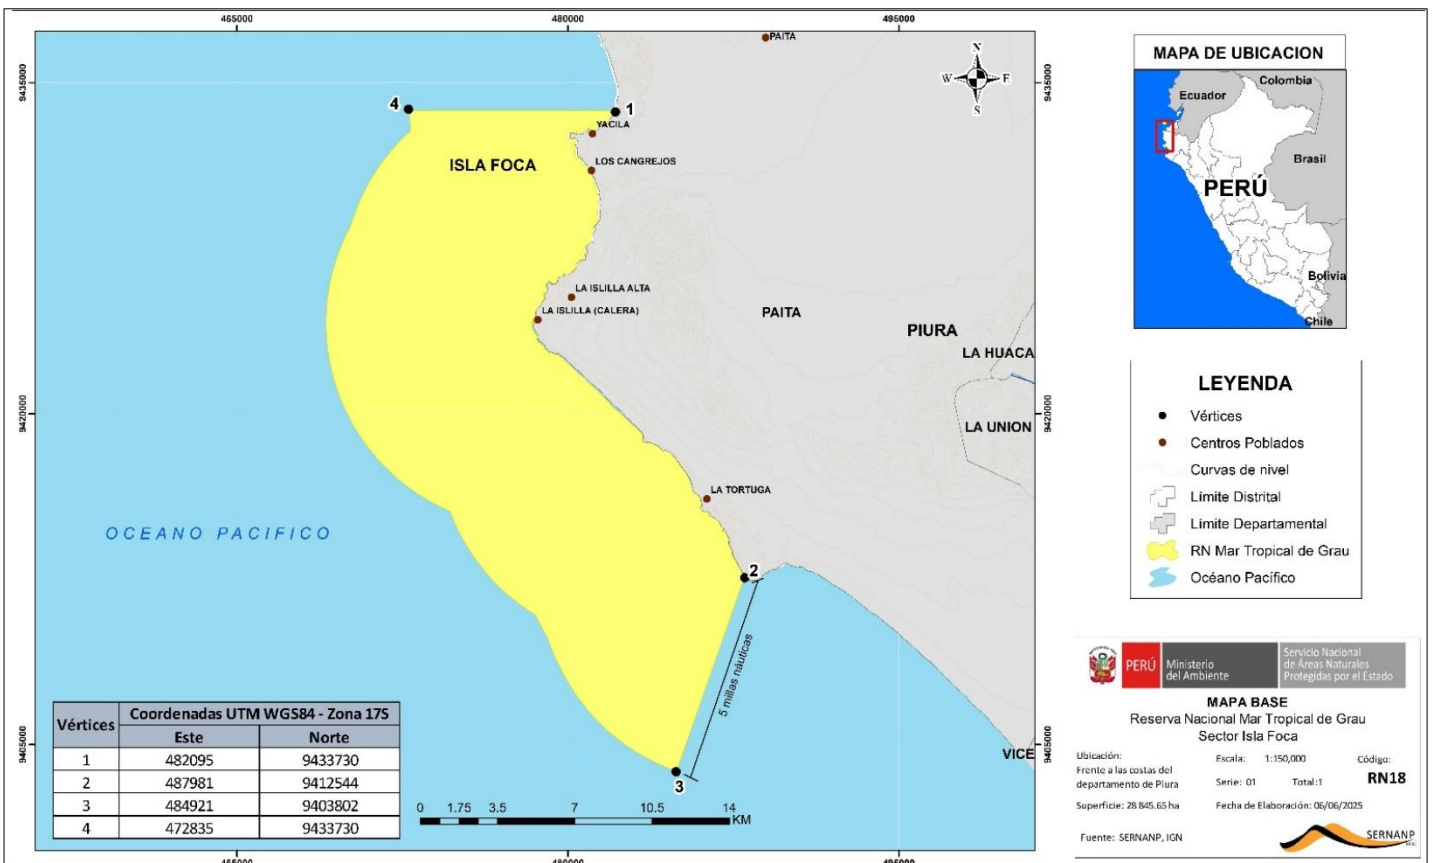 465000
480000
495000
9435000
9420000
9405000
9435000
9420000
9405000
PAITA
N
W
E
S
4
1
YACILA
LOS CANGREJOS
ISLA FOCA
LA ISLILLA ALTA
LA ISLILLA (CALERA)
PAITA
PIURA
LA HUACA
LA UNION
LA TORTUGA
OCEANO PACIFICO
2
5 millas náuticas
VICE
3
Vértices
Coordenadas UTM WGS84 - Zona 17S
Este Norte
1 482095 9433730
2 487981 9412544
3 484921 9403802
4 472835 9433730
0 1.75 3.5 7 10.5 14
KM
465000
480000
495000
MAPA DE UBICACION
Colombia
Ecuador
Brasil
PERÚ
Bolivia
Chile
LEYENDA
Vértices
Centros Poblados
Curvas de nivel
Límite Distrital
Límite Departamental
RN Mar Tropical de Grau
Océano Pacífico
PERÚ
Ministerio
del Ambiente
Servicio Nacional
de Áreas Naturales
Protegidas por el Estado
MAPA BASE
Reserva Nacional Mar Tropical de Grau
Sector Isla Foca
Ubicación:
Frente a las costas del
departamento de Piura
Escala: 1:150,000
Código:
RN18
Serie: 01 Total:1
Superficie: 28 845.65 ha
Fecha de Elaboración: 06/06/2025
Fuente: SERNANP, IGN
SERNANP